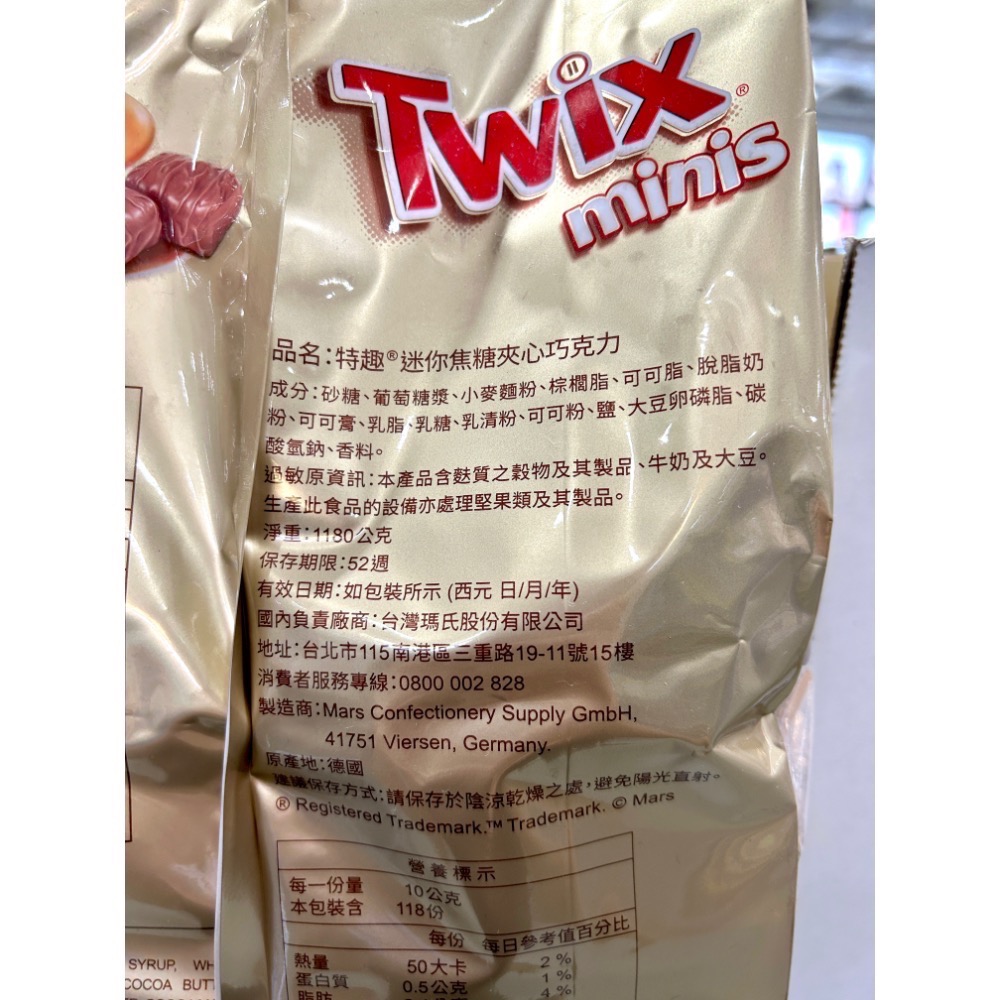 Twix®
minis
品名:特趣®迷你焦糖夾心巧克力
成分:砂糖、葡萄糖漿、小麥麵粉、棕櫚脂、可可脂、脫脂奶
粉、可可膏、乳脂、乳糖、乳清粉、可可粉、鹽、大豆卵磷脂、碳
酸氫鈉、香料。
過敏原資訊:本產品含麩質之穀物及其製品、牛奶及大豆。
生產此食品的設備亦處理堅果類及其製品。
淨重:1180公克
保存期限:52週
有效日期:如包裝所示 (西元 日/月/年)
國內負責廠商:台灣瑪氏股份有限公司
地址:台北市115南港區三重路19-11號15樓
消費者服務專線:0800 002 828
製造商:Mars Confectionery Supply GmbH,
41751 Viersen, Germany.
原產地:德國
建議保存方式:請保存於陰涼乾燥之處,避免陽光直射。
® Registered Trademark.™ Trademark. © Mars
營養標示
每一份量 10公克
本包裝含 118份
每份 每日參考值百分比
熱量 50大卡 2%
蛋白質 0.5公克 1%
脂肪 4%
SYRUP,
COCOA